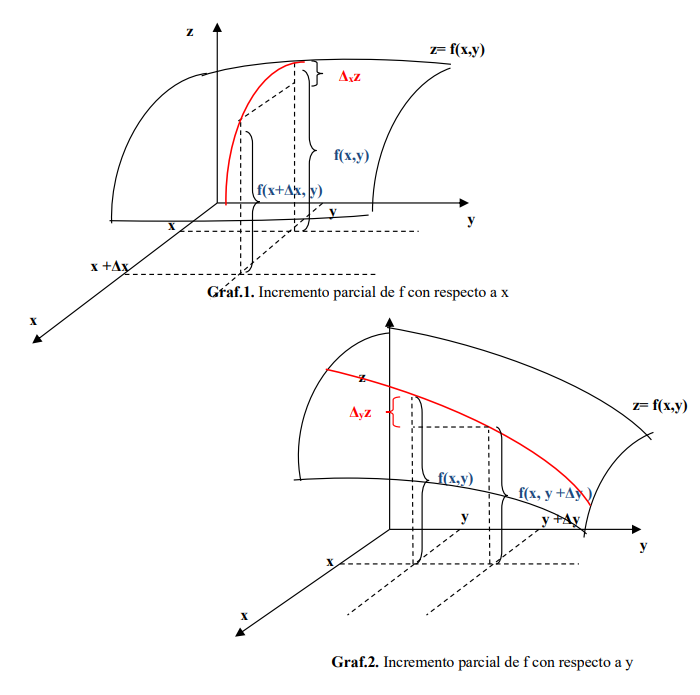 z
z= f(x,y)
Δxz
f(x,y)
f(x+Δx, y)
y
y
x
x +Δx
x
Graf.1. Incremento parcial de f con respecto a x
z
z= f(x,y)
Δyz
f(x,y)
f(x, y +Δy )
y
y +Δy
y
x
x
Graf.2. Incremento parcial de f con respecto a y